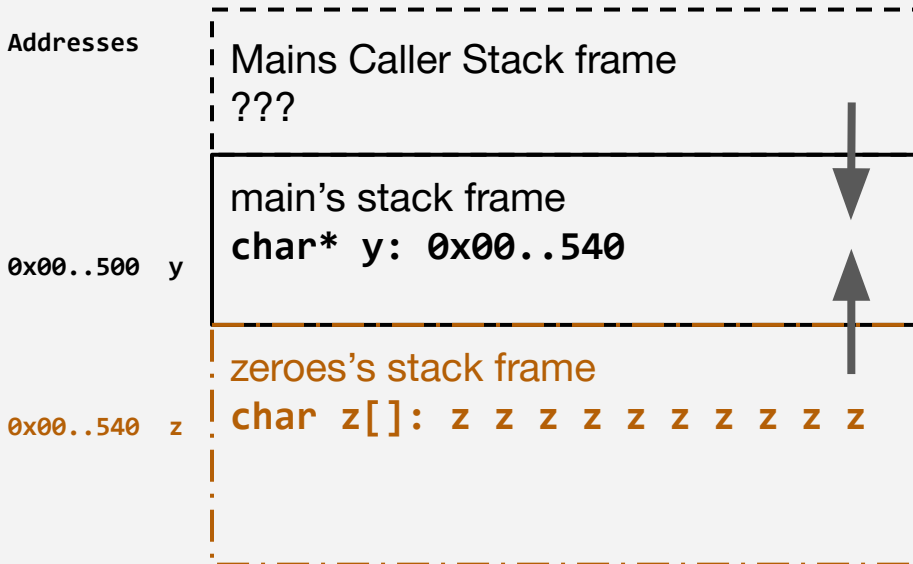 Addresses
Mains Caller Stack frame
???
main’s stack frame
char* y: 0x00..540
0x00..500 y
zeroes’s stack frame
char z[]: z z z z z z z z z z
0x00..540 z